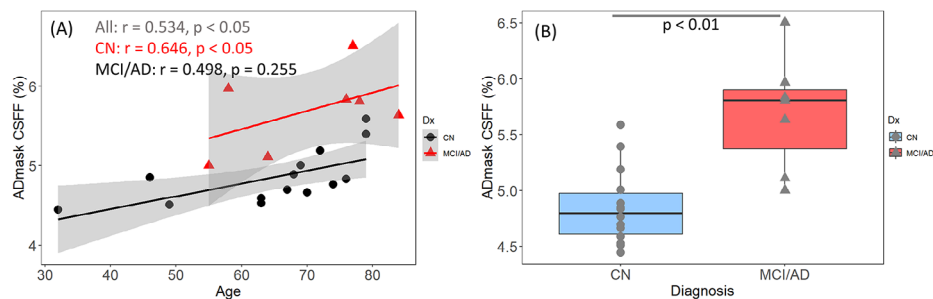 (A)
All: r = 0.534, p < 0.05
CN: r = 0.646, p < 0.05
MCI/AD: r = 0.498, p = 0.255
ADmask CSFF (%)
6
5
4
30 40 50 60 70 80
Age
Dx
CN
MCI/AD
(B)
p < 0.01
ADmask CSFF (%)
6.5
6.0
5.5
5.0
4.5
CN MCI/AD
Diagnosis
Dx
CN
MCI/AD